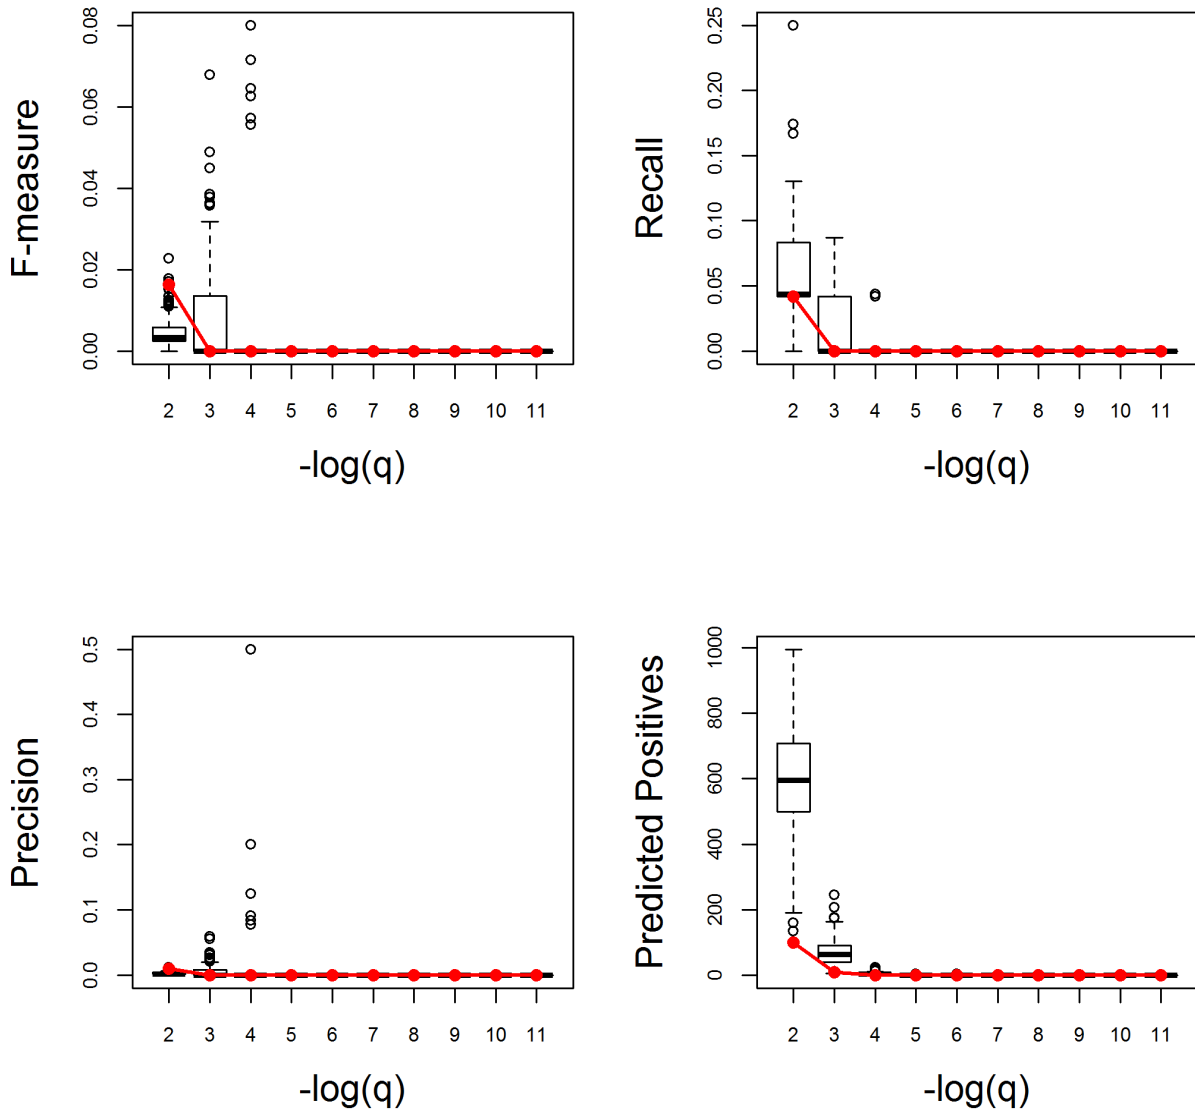 F-measure
0.00 0.02 0.04 0.06 0.08
2 3 4 5 6 7 8 9 10 11
-log(q)
Recall
0.00 0.05 0.10 0.15 0.20 0.25
2 3 4 5 6 7 8 9 10 11
-log(q)
Precision
0.0 0.1 0.2 0.3 0.4 0.5
2 3 4 5 6 7 8 9 10 11
-log(q)
Predicted Positives
0 200 400 600 800 1000
2 3 4 5 6 7 8 9 10 11
-log(q)